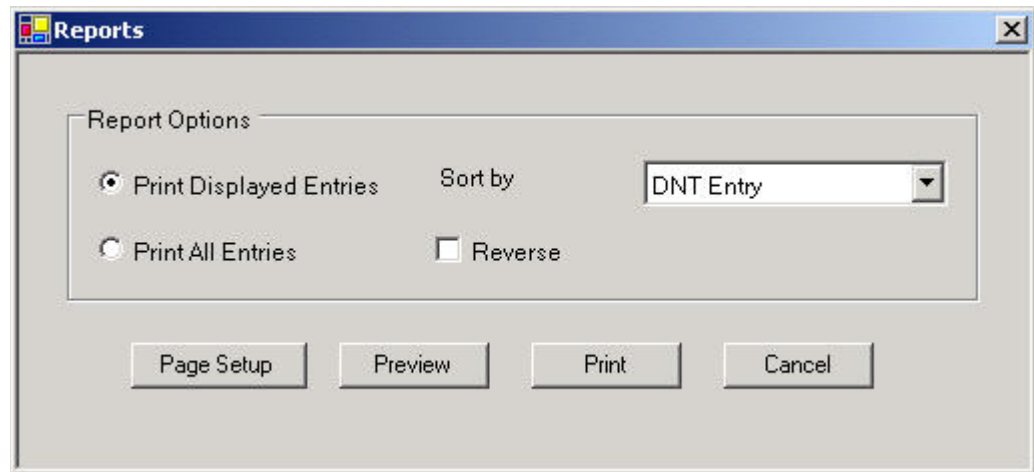 Reports
Report Options
Print Displayed Entries
Sort by
DNT Entry
Print All Entries
Reverse
Page Setup
Preview
Print
Cancel